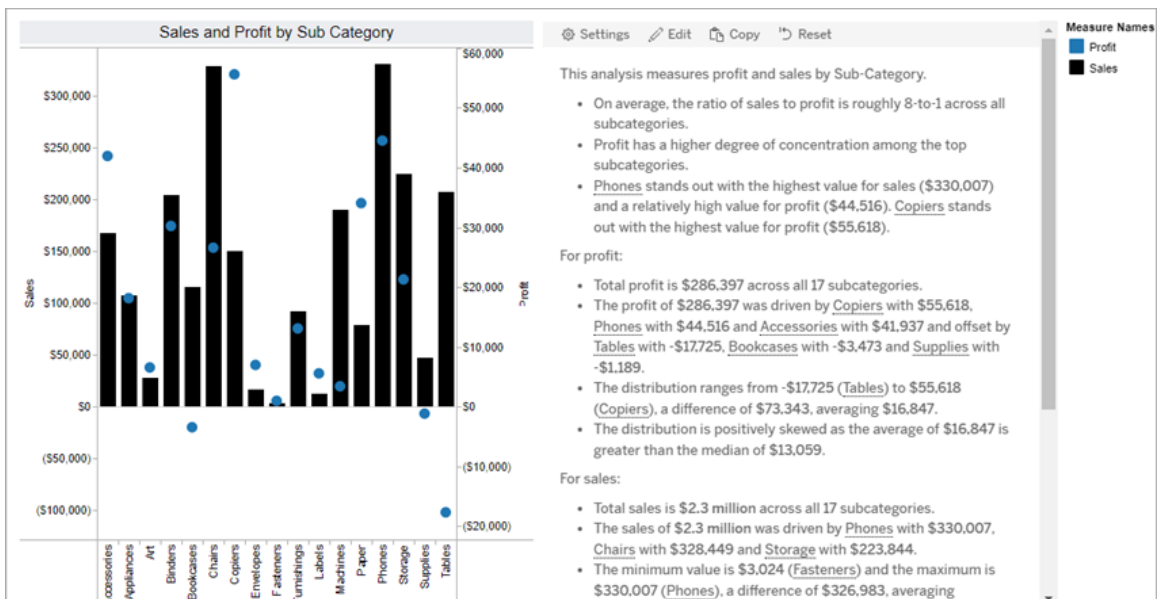 Sales and Profit by Sub Category
$300,000
$250,000
$200,000
$150,000
$100,000
$50,000
$0
($50,000)
($100,000)
Sales
$60,000
$50,000
$40,000
$30,000
$20,000
$10,000
$0
($10,000)
($20,000)
Profit
ccessories
Appliances
Art
Binders
Bookcases
Chairs
Copiers
Envelopes
Fasteners
urnishings
Labels
Machines
Paper
Phones
Storage
Supplies
Tables
Settings Edit Copy Reset
This analysis measures profit and sales by Sub-Category.
• On average, the ratio of sales to profit is roughly 8-to-1 across all
subcategories.
• Profit has a higher degree of concentration among the top
subcategories.
• Phones stands out with the highest value for sales ($330,007)
and a relatively high value for profit ($44,516). Copiers stands
out with the highest value for profit ($55,618).
For profit:
• Total profit is $286,397 across all 17 subcategories.
• The profit of $286,397 was driven by Copiers with $55,618,
Phones with $44,516 and Accessories with $41,937 and offset by
Tables with -$17,725, Bookcases with -$3,473 and Supplies with
-$1,189.
• The distribution ranges from -$17,725 (Tables) to $55,618
(Copiers), a difference of $73,343, averaging $16,847.
• The distribution is positively skewed as the average of $16,847 is
greater than the median of $13,059.
For sales:
• Total sales is $2.3 million across all 17 subcategories.
• The sales of $2.3 million was driven by Phones with $330,007,
Chairs with $328,449 and Storage with $223,844.
• The minimum value is $3,024 (Fasteners) and the maximum is
$330,007 (Phones), a difference of $326,983, averaging
Measure Names
Profit
Sales